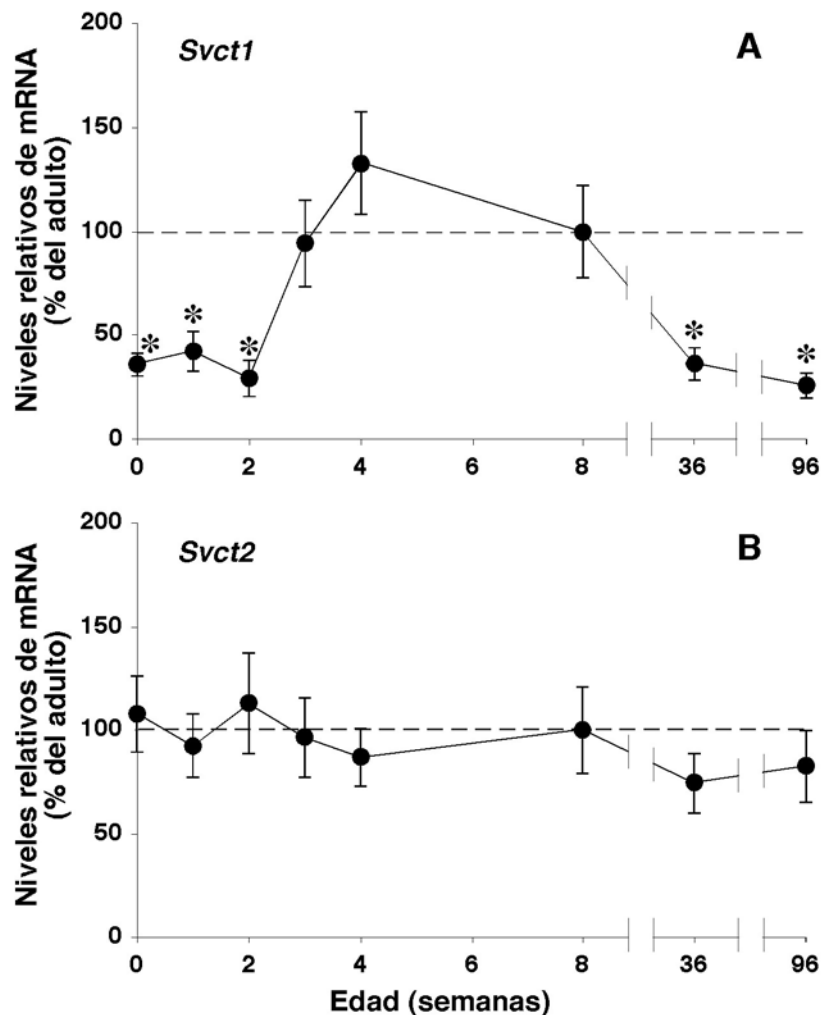 A
Svct1
Niveles relativos de mRNA
(% del adulto)
200
150
100
50
0
* * * * *
0 2 4 6 8 36 96
B
Svct2
Niveles relativos de mRNA
(% del adulto)
200
150
100
50
0
0 2 4 6 8 36 96
Edad (semanas)